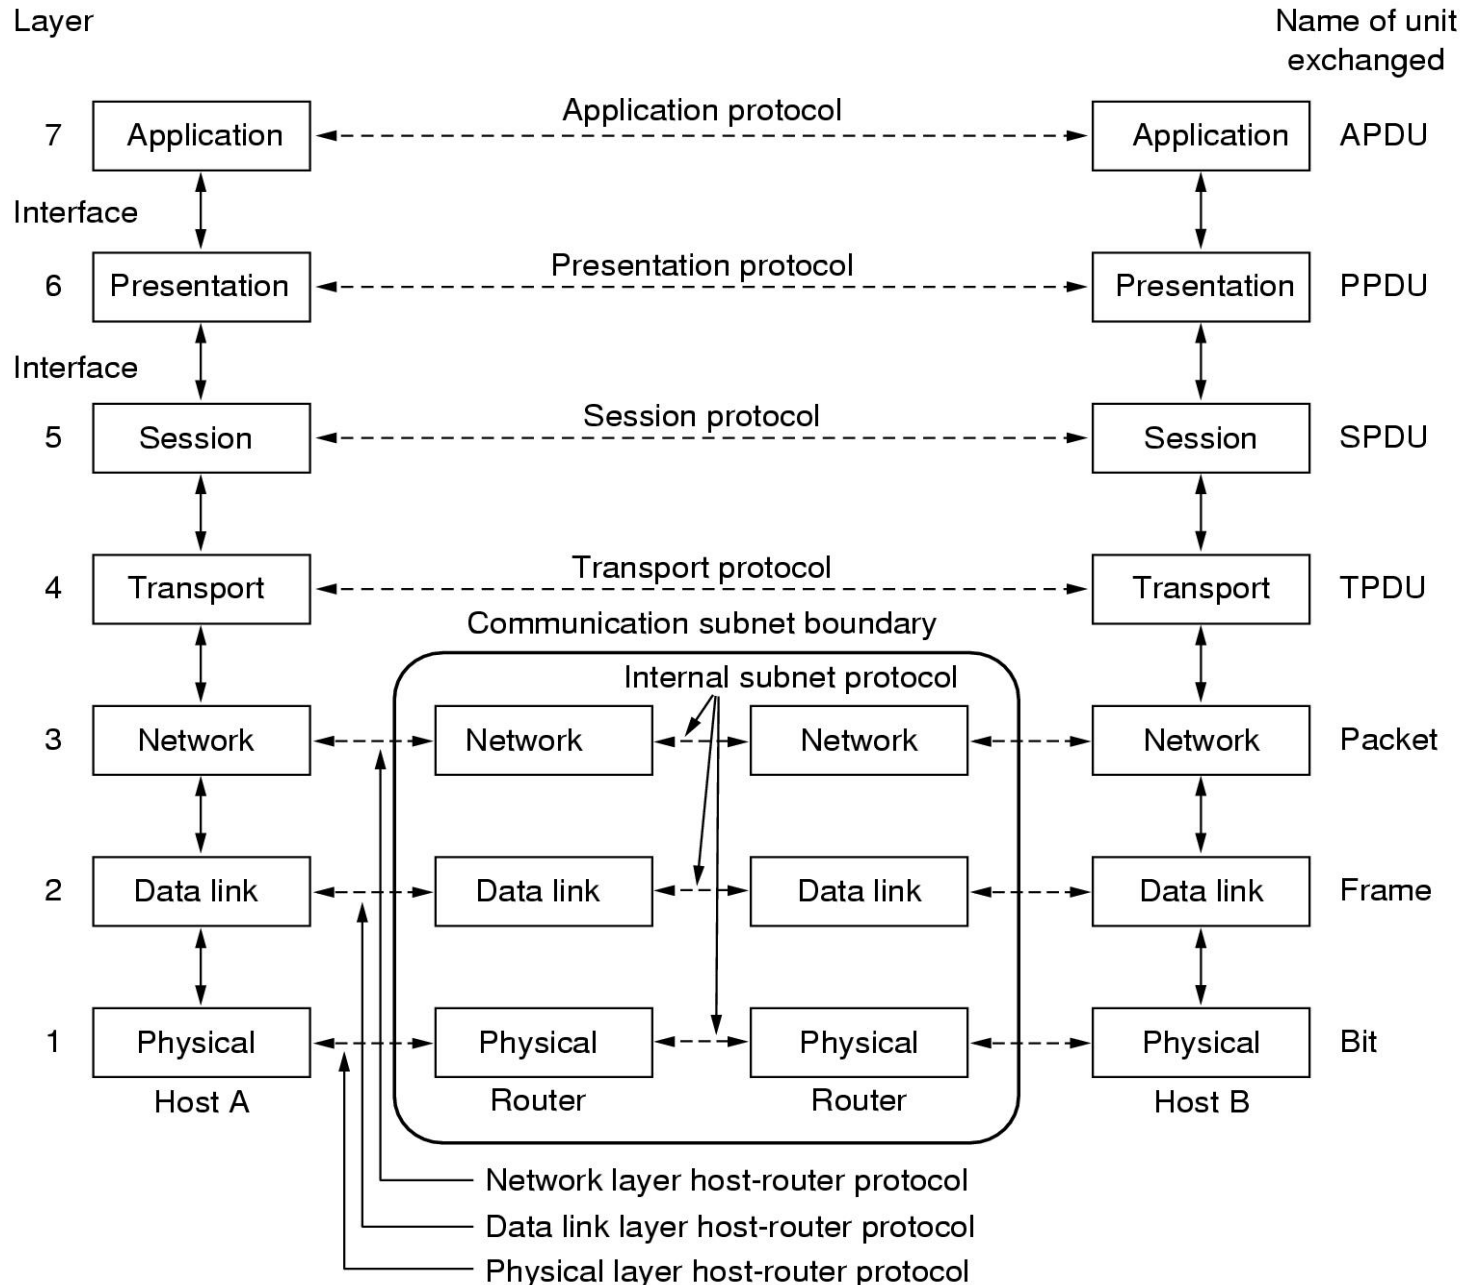 Layer
Name of unit
exchanged
Application protocol
7 Application Application APDU
Interface
Presentation protocol
6 Presentation Presentation PPDU
Interface
Session protocol
5 Session Session SPDU
Transport protocol
4 Transport Transport TPDU
Communication subnet boundary
Internal subnet protocol
3 Network Network Network Network Packet
2 Data link Data link Data link Data link Frame
1 Physical Physical Physical Physical Bit
Host A Router Router Host B
Network layer host-router protocol
Data link layer host-router protocol
Physical layer host-router protocol